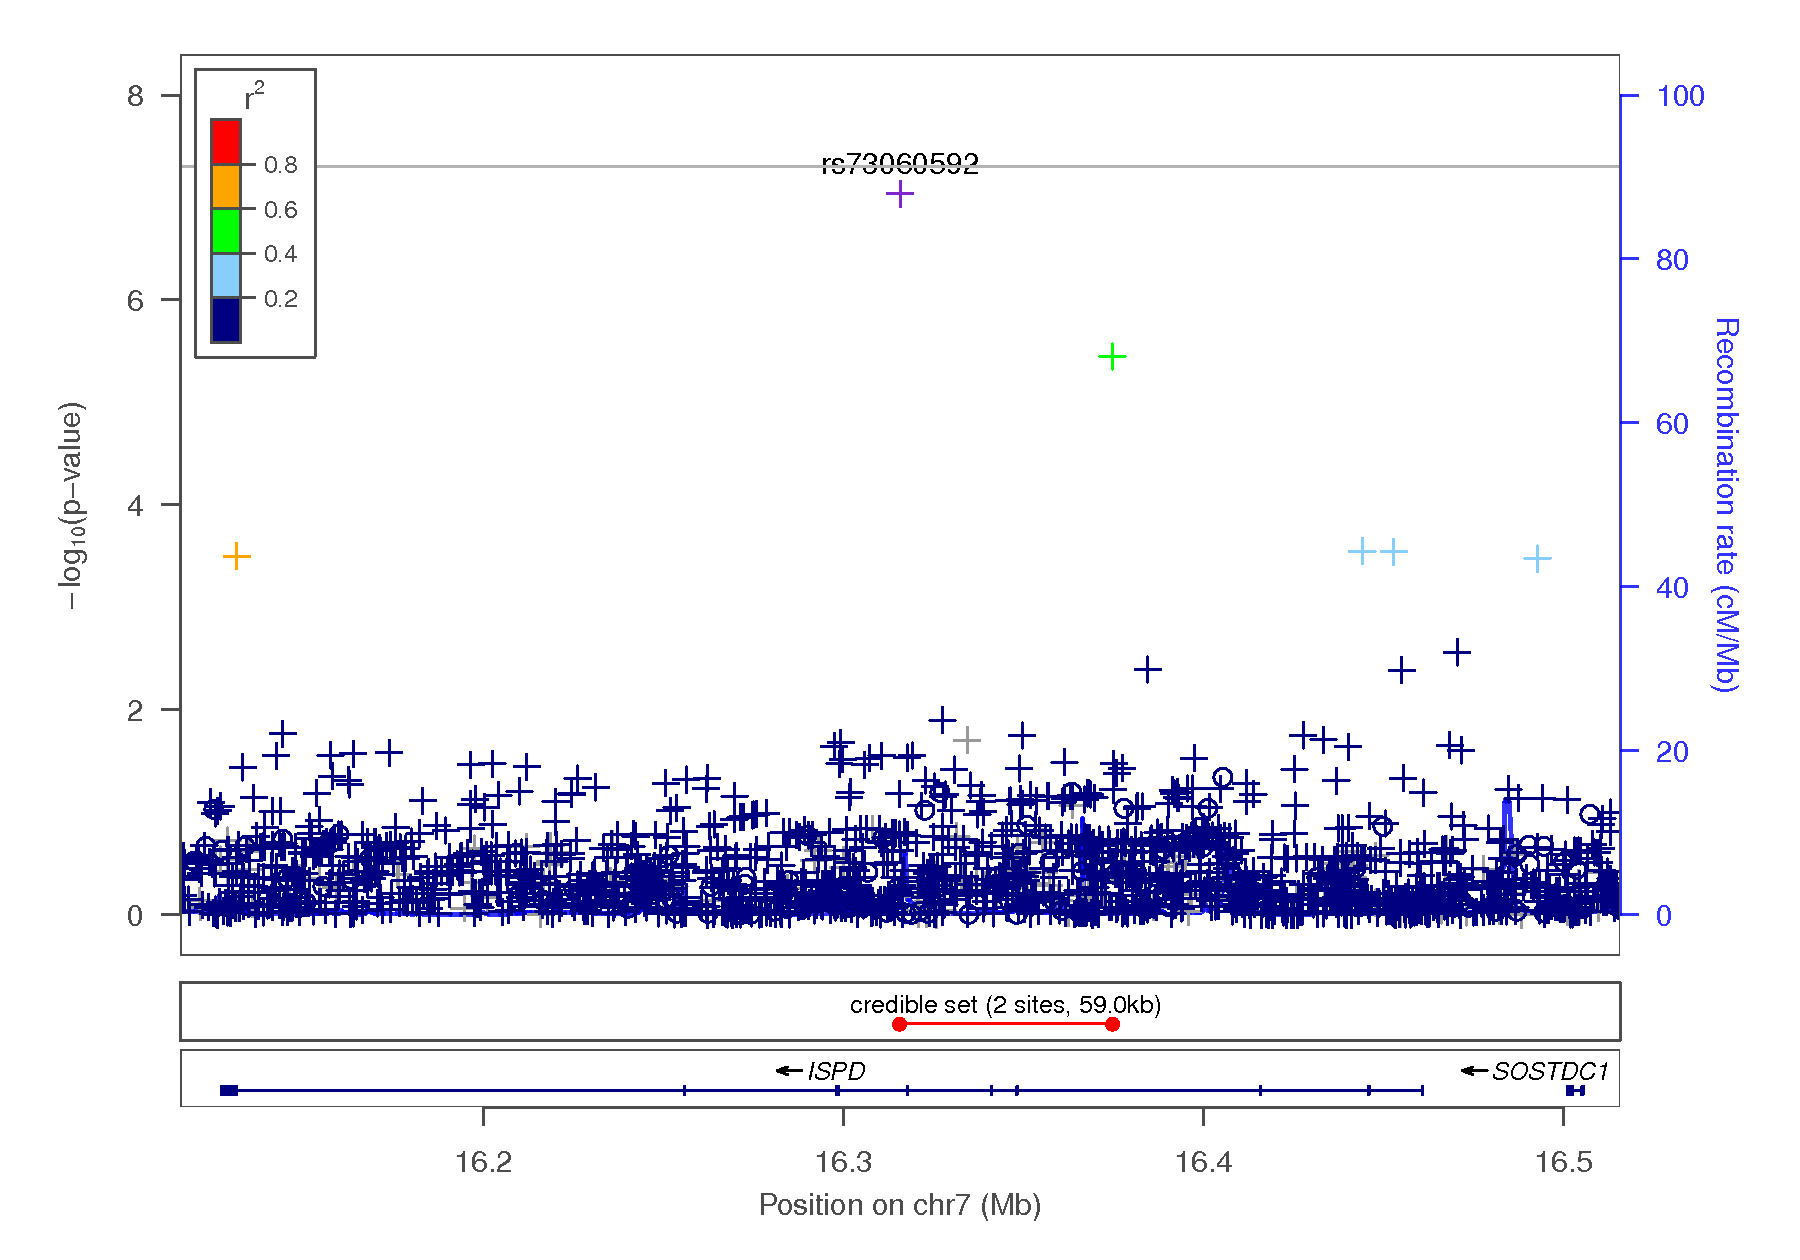 r2
0.8
0.6
0.4
0.2
rs73060592
8
6
4
2
0
−log10(p−value)
100
80
60
40
20
0
Recombination rate (cM/Mb)
credible set (2 sites, 59.0kb)
←ISPD
←SOSTDC1
16.2 16.3 16.4 16.5
Position on chr7 (Mb)